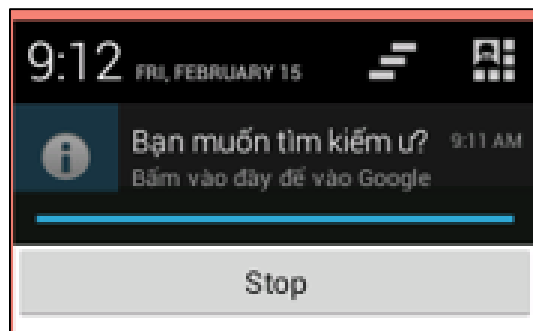 9:12 FRI, FEBRUARY 15
Bạn muốn tìm kiếm ư? 9:11 AM
Bấm vào đây để vào Google
Stop